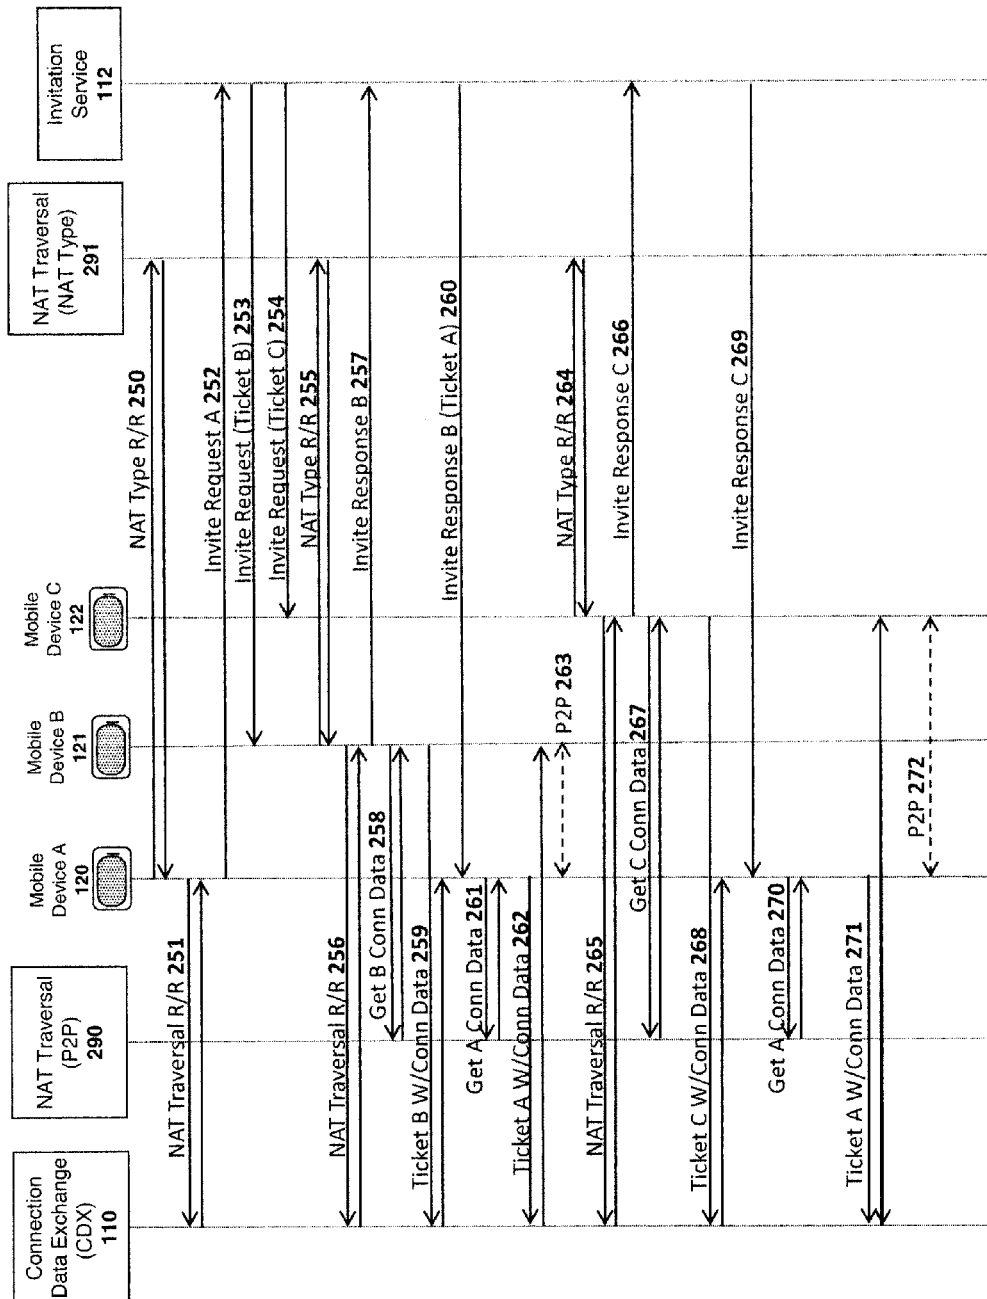 Connection
Data Exchange
(CDX)
110
NAT Traversal
(P2P)
290
Mobile
Device A
120
Mobile
Device B
121
Mobile
Device C
122
NAT Traversal
(NAT Type)
291
Invitation
Service
112
NAT Type R/R 250
NAT Traversal R/R 251
Invite Request A 252
Invite Request (Ticket B) 253
Invite Request (Ticket C) 254
NAT Type R/R 255
NAT Traversal R/R 256
Invite Response B 257
Get B Conn Data 258
Ticket B W/Conn Data 259
Invite Response B (Ticket A) 260
Get A Conn Data 261
Ticket A W/Conn Data 262
P2P 263
NAT Type R/R 264
NAT Traversal R/R 265
Invite Response C 266
Get C Conn Data 267
Ticket C W/Conn Data 268
Invite Response C 269
Get A Conn Data 270
Ticket A W/Conn Data 271
P2P 272